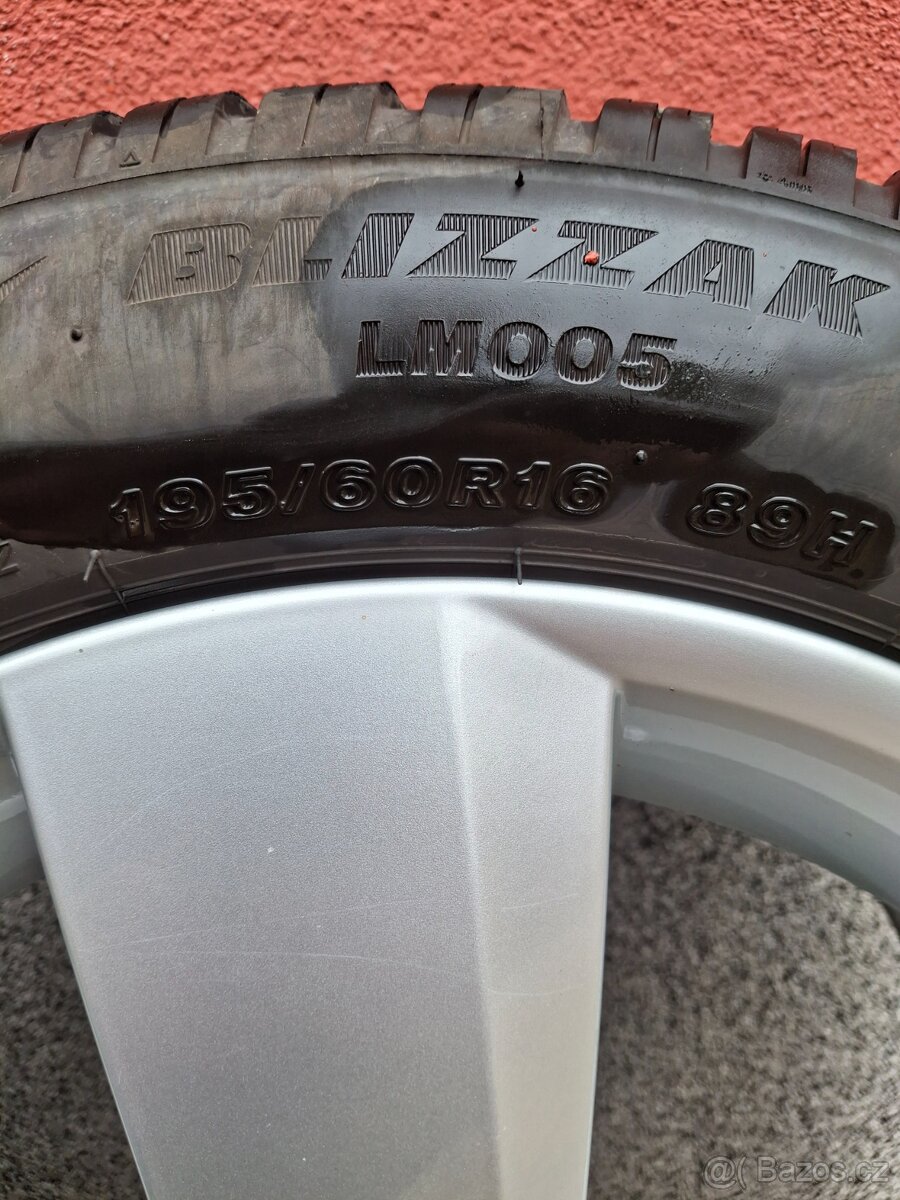 BLIZZAK
LM005
195/60R16 89H
@( Bazos.cz